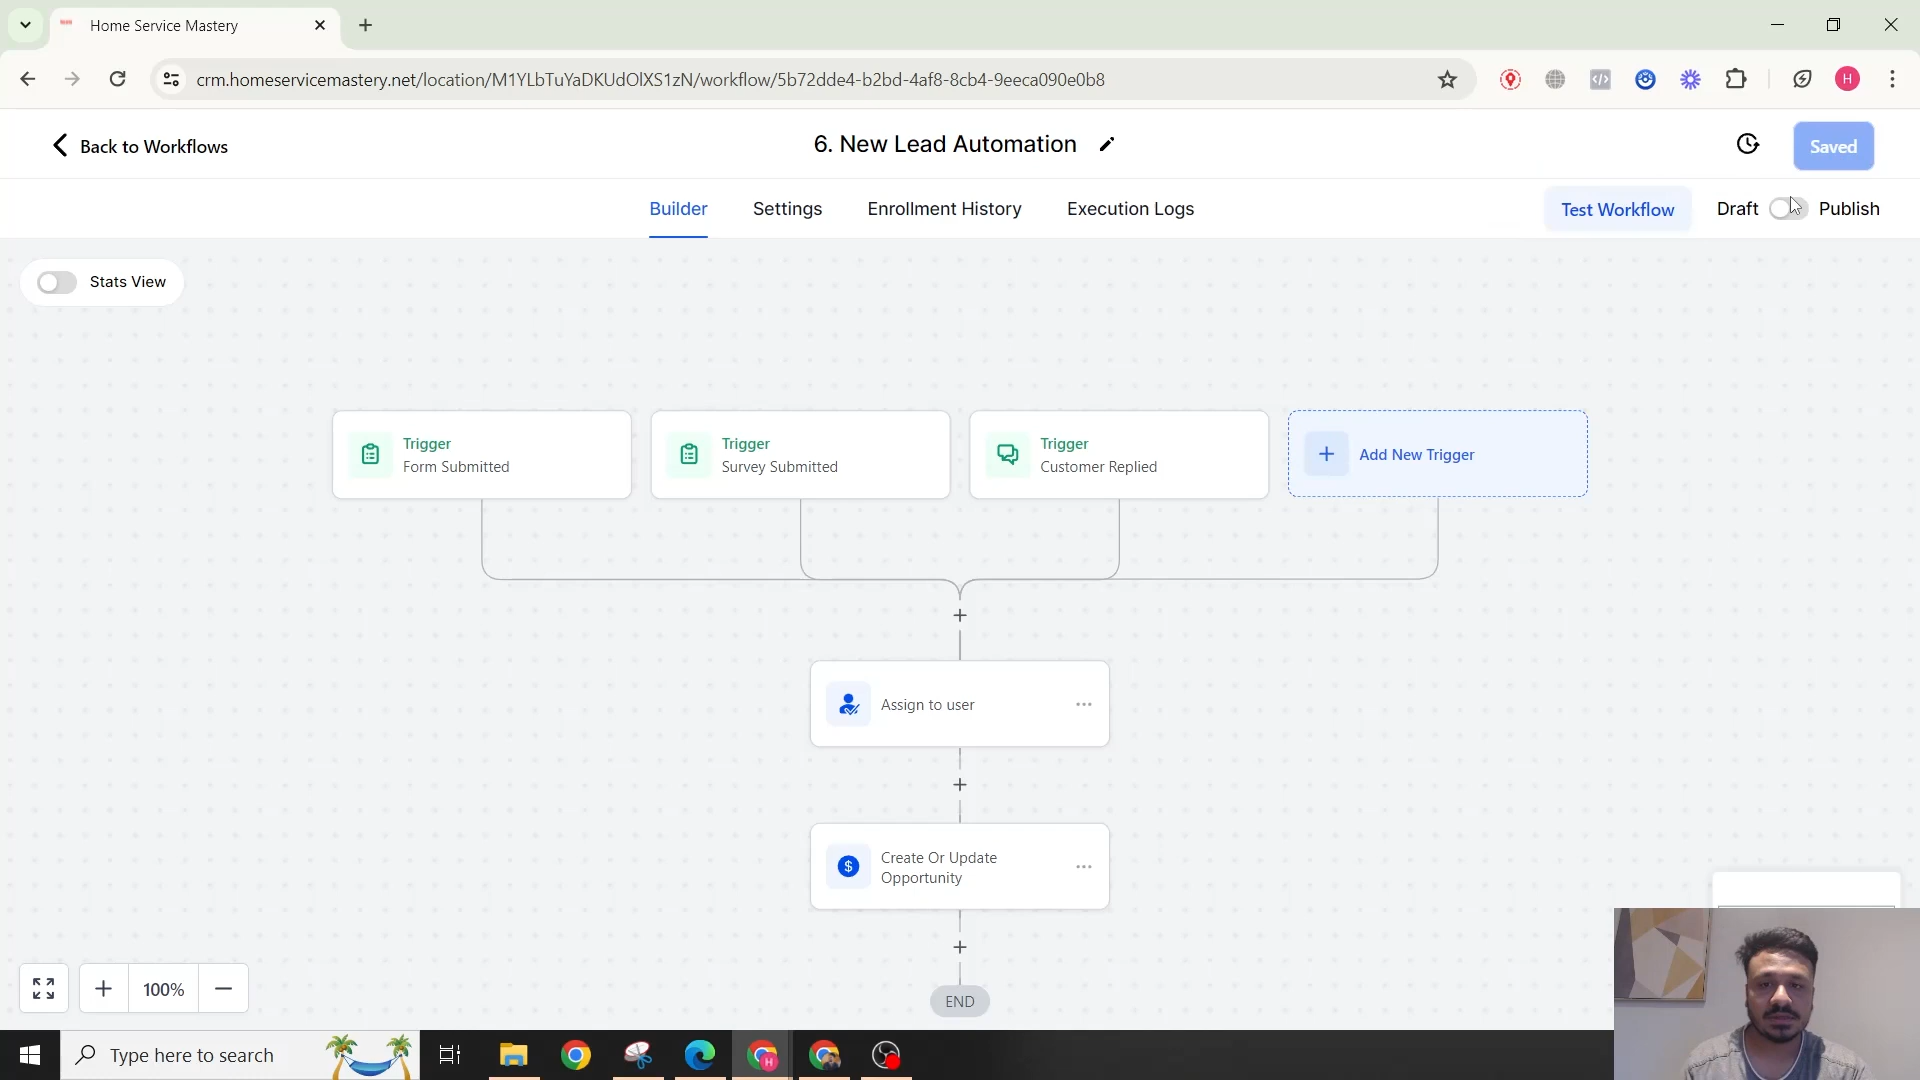 Home Service Mastery
crm.homeservicemastery.net/location/M1YLbTuYaDKUdOlXS1zN/workflow/5b72dde4-b2bd-4af8-8cb4-9eeca090e0b8
H
Back to Workflows
6. New Lead Automation
Saved
Builder
Settings
Enrollment History
Execution Logs
Test Workflow
Draft
Publish
Stats View
Trigger
Form Submitted
Trigger
Survey Submitted
Trigger
Customer Replied
Add New Trigger
Assign to user
Create Or Update
Opportunity
END
100%
Type here to search